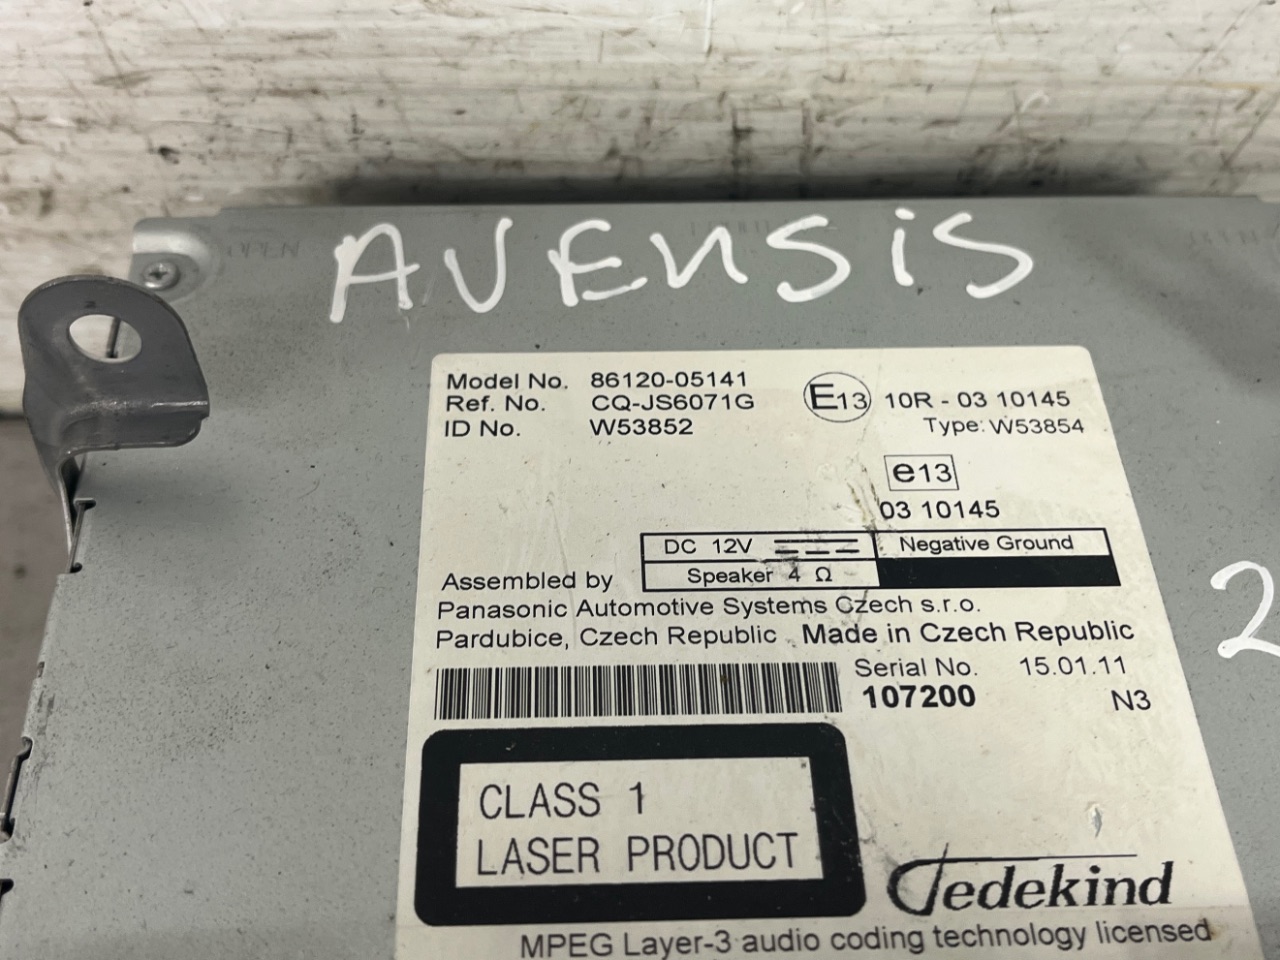 OPEN
AVENSiS
Model No. 86120-05141
Ref. No. CQ-JS6071G
ID No. W53852
E13 10R - 03 10145
Type: W53854
e13
03 10145
DC 12V Negative Ground
Speaker 4 Ω
Assembled by
Panasonic Automotive Systems Czech s.r.o.
Pardubice, Czech Republic Made in Czech Republic
Serial No. 15.01.11
107200 N3
2
CLASS 1
LASER PRODUCT
Jedekind
MPEG Layer-3 audio coding technology licensed